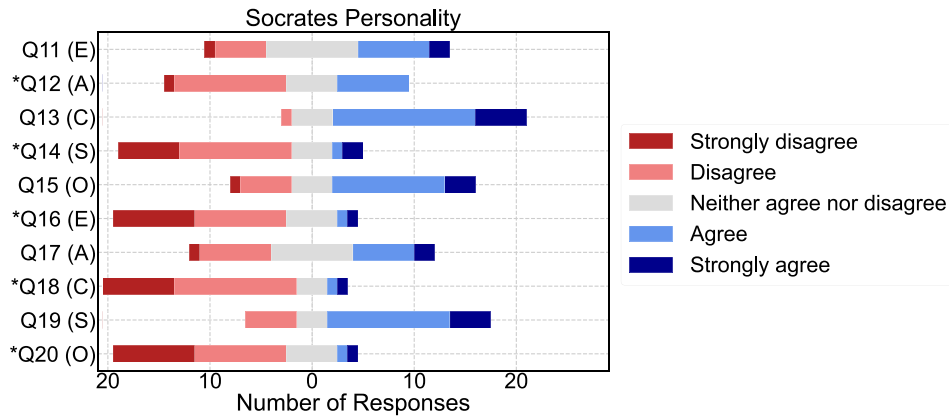 Socrates Personality
Q11 (E)
*Q12 (A)
Q13 (C)
*Q14 (S)
Q15 (O)
*Q16 (E)
Q17 (A)
*Q18 (C)
Q19 (S)
*Q20 (O)
20 10 0 10 20
Number of Responses
Strongly disagree
Disagree
Neither agree nor disagree
Agree
Strongly agree